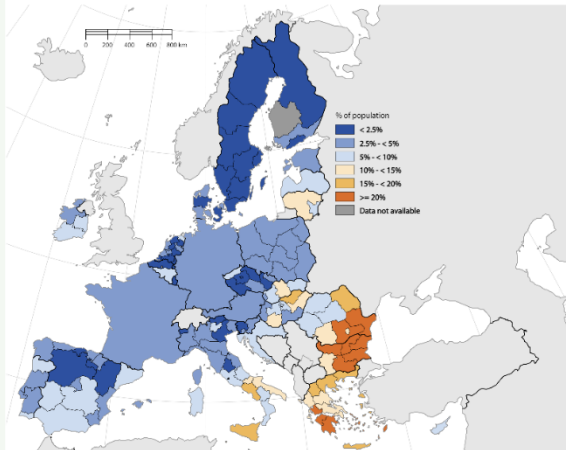 0 200 400 600 800 km
% of population
< 2.5%
2.5% - < 5%
5% - < 10%
10% - < 15%
15% - < 20%
>= 20%
Data not available